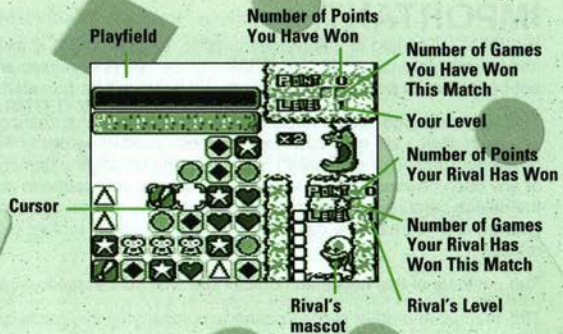 Number of Points
You Have Won
Playfield
Number of Games
You Have Won
This Match
POINT 0
LEVEL 1
Your Level
x2
Number of Points
Your Rival Has Won
POINT 0
LEVEL 1
Cursor
Number of Games
Your Rival Has
Won This Match
Rival's
mascot
Rival's Level